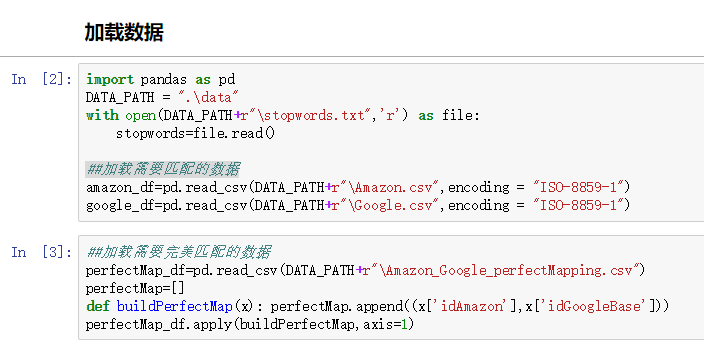 加载数据
In [2]:
import pandas as pd
DATA_PATH = ".\data"
with open(DATA_PATH+r"\stopwords.txt",'r') as file:
    stopwords=file.read()
##加载需要匹配的数据
amazon_df=pd.read_csv(DATA_PATH+r"\Amazon.csv",encoding = "ISO-8859-1")
google_df=pd.read_csv(DATA_PATH+r"\Google.csv",encoding = "ISO-8859-1")
In [3]:
##加载需要完美匹配的数据
perfectMap_df=pd.read_csv(DATA_PATH+r"\Amazon_Google_perfectMapping.csv")
perfectMap=[]
def buildPerfectMap(x): perfectMap.append((x['idAmazon'],x['idGoogleBase']))
perfectMap_df.apply(buildPerfectMap,axis=1)